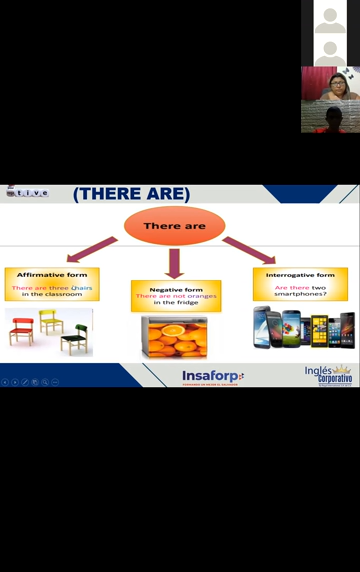 t i v e
(THERE ARE)
There are
Affirmative form
There are three chairs
in the classroom
Negative form
There are not oranges
in the fridge
Interrogative form
Are there two
smartphones?
Insaforp
Inglés
Corporativo